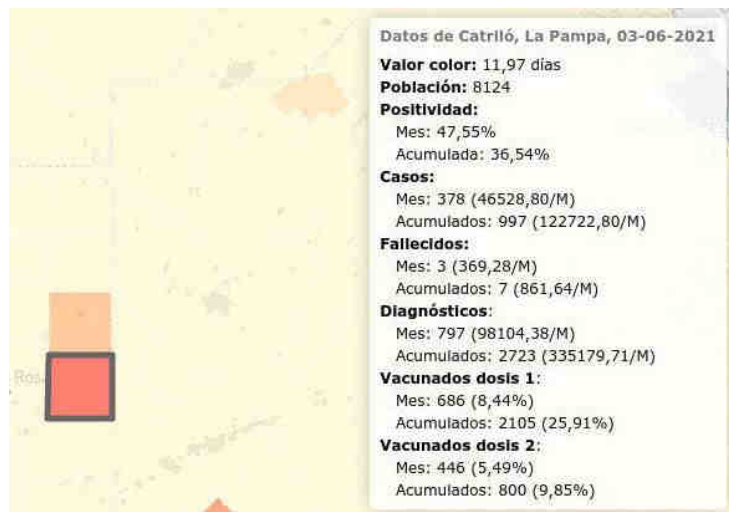 Datos de Catriló, La Pampa, 03-06-2021
Valor color: 11,97 días
Población: 8124
Positividad:
Mes: 47,55%
Acumulada: 36,54%
Casos:
Mes: 378 (46528,80/M)
Acumulados: 997 (122722,80/M)
Fallecidos:
Mes: 3 (369,28/M)
Acumulados: 7 (861,64/M)
Diagnósticos:
Mes: 797 (98104,38/M)
Acumulados: 2723 (335179,71/M)
Vacunados dosis 1:
Mes: 686 (8,44%)
Acumulados: 2105 (25,91%)
Vacunados dosis 2:
Mes: 446 (5,49%)
Acumulados: 800 (9,85%)